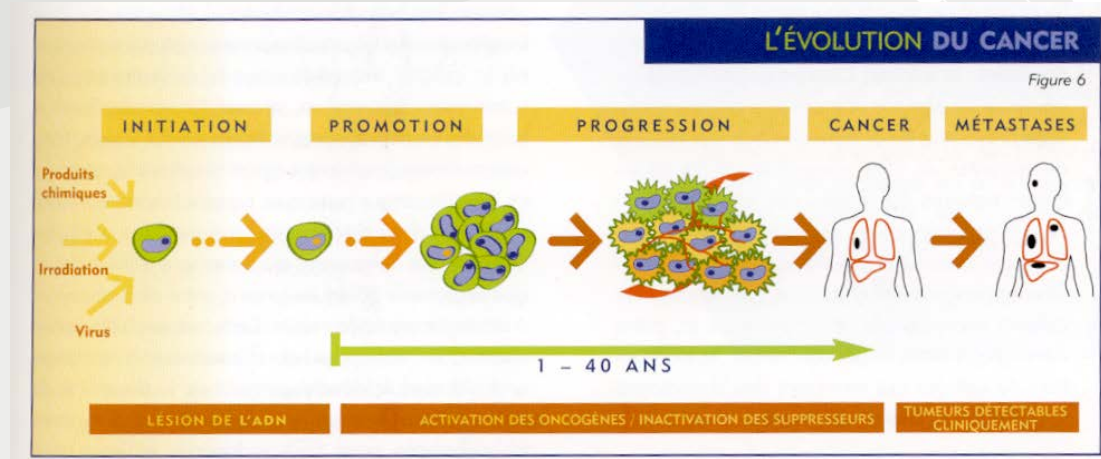 L'ÉVOLUTION DU CANCER
Figure 6
INITIATION
PROMOTION
PROGRESSION
CANCER
MÉTASTASES
Produits
chimiques
Irradiation
Virus
1 – 40 ANS
LÉSION DE L'ADN
ACTIVATION DES ONCOGÈNES / INACTIVATION DES SUPPRESSEURS
TUMEURS DÉTECTABLES
CLINIQUEMENT